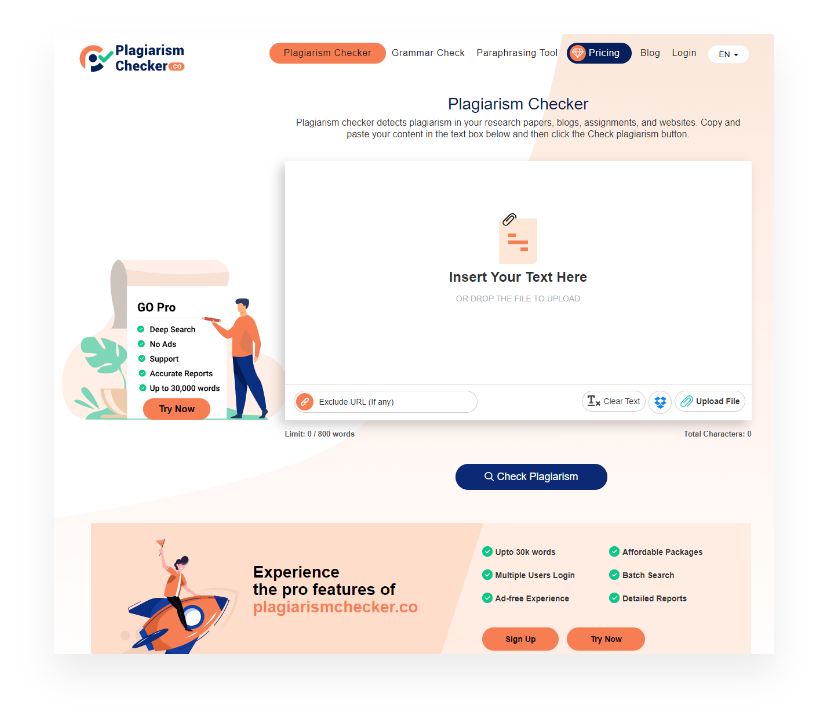 Plagiarism
Checker.co
Plagiarism Checker Grammar Check Paraphrasing Tool Pricing Blog Login EN
Plagiarism Checker
Plagiarism checker detects plagiarism in your research papers, blogs, assignments, and websites. Copy and
paste your content in the text box below and then click the Check plagiarism button.
Insert Your Text Here
OR DROP THE FILE TO UPLOAD
GO Pro
Deep Search
No Ads
Support
Accurate Reports
Up to 30,000 words
Try Now
Exclude URL (If any) Clear Text Upload File
Limit: 0 / 800 words Total Characters: 0
Check Plagiarism
Experience
the pro features of
plagiarismchecker.co
Upto 30k words Affordable Packages
Multiple Users Login Batch Search
Ad-free Experience Detailed Reports
Sign Up Try Now